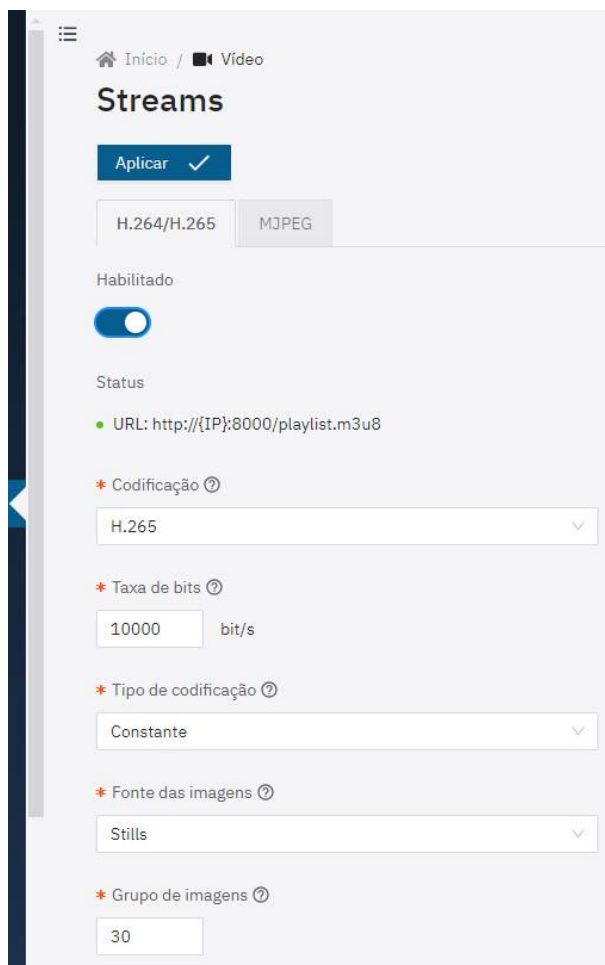 Início / Vídeo
Streams
Aplicar
H.264/H.265 MJPEG
Habilitado
Status
URL: http://{IP}:8000/playlist.m3u8
* Codificação
H.265
* Taxa de bits
10000 bit/s
* Tipo de codificação
Constante
* Fonte das imagens
Stills
* Grupo de imagens
30